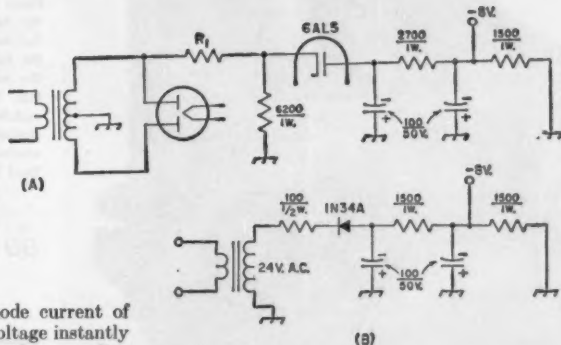 R1
6AL5
2700
1W.
-8V.
1500
1W.
6200
1W.
100
50V.
(A)
-8V.
100
1/2W.
1N34A
1500
1W.
1500
1W.
24V. A.C.
100
50V.
(B)
ode current of
oltage instantly